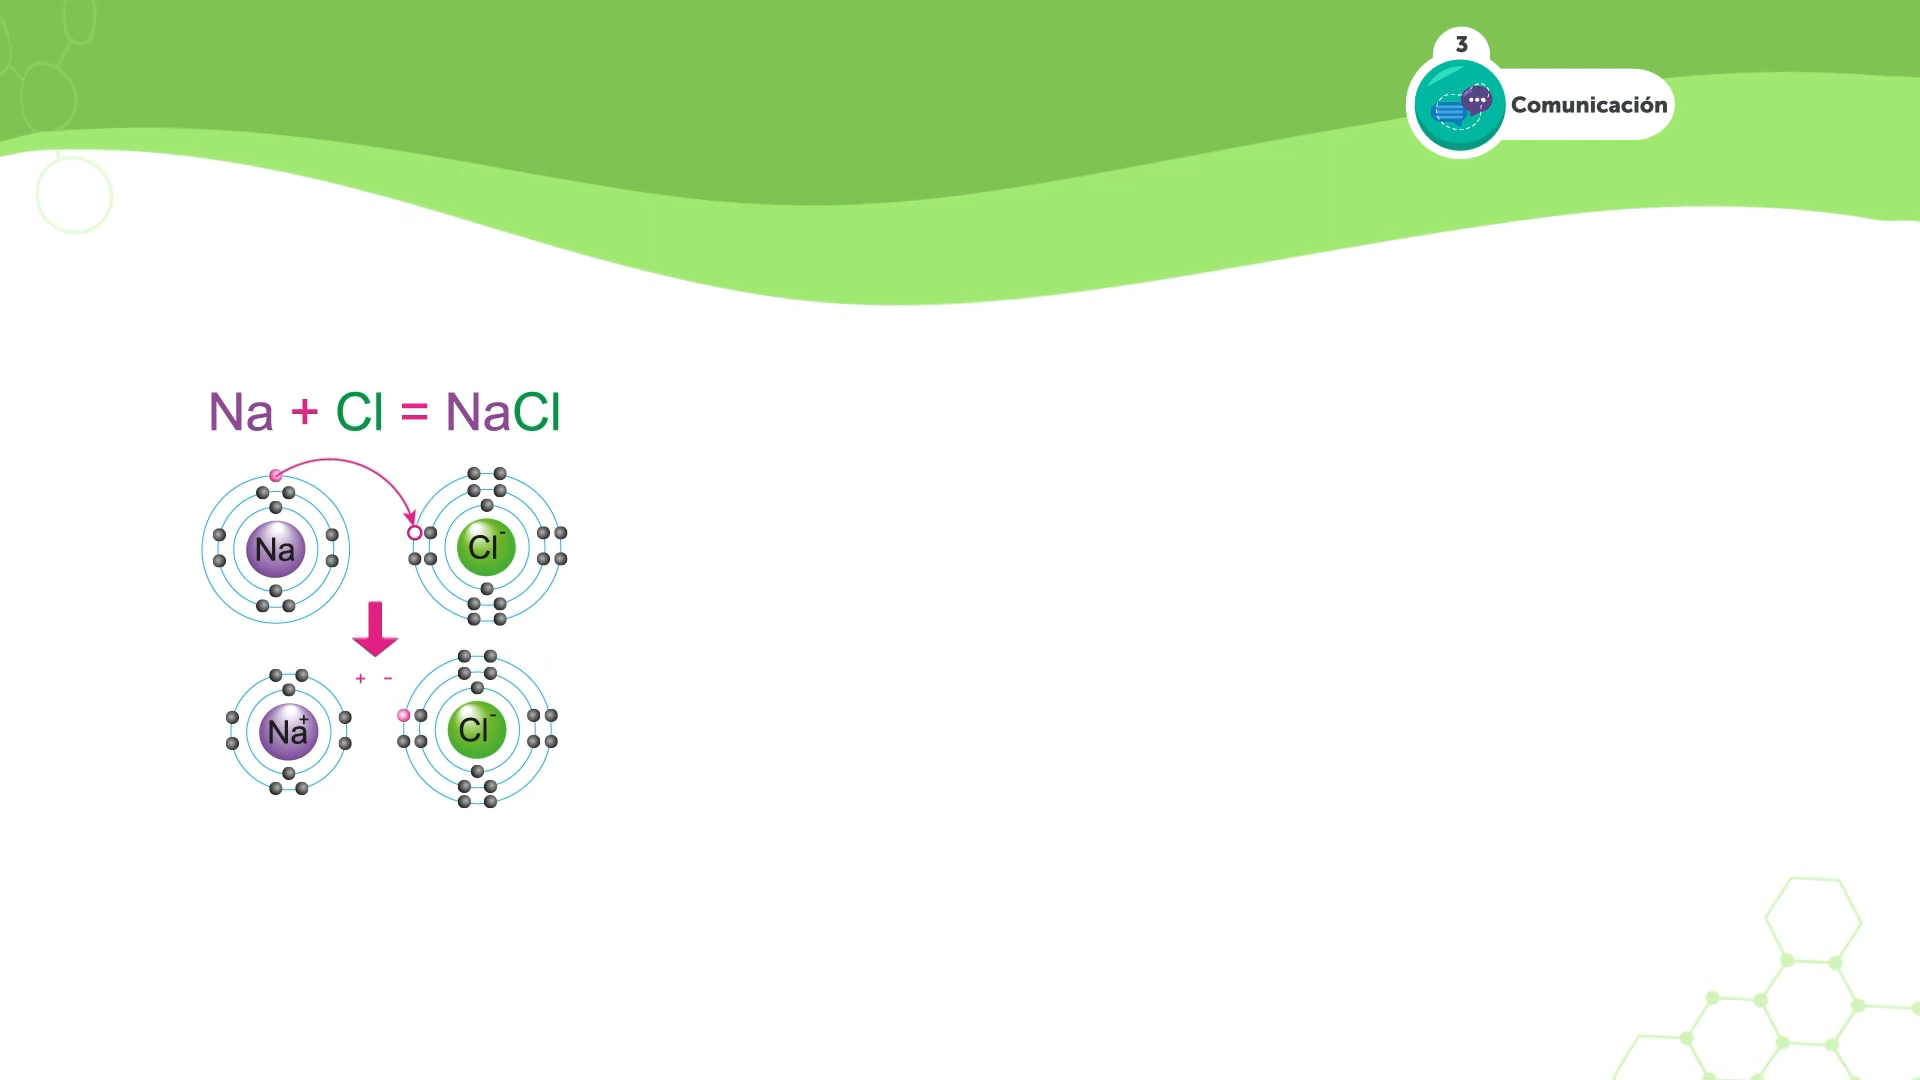 3
Comunicación
Na + Cl = NaCl
Na
Cl-
+ -
Na+
Cl-